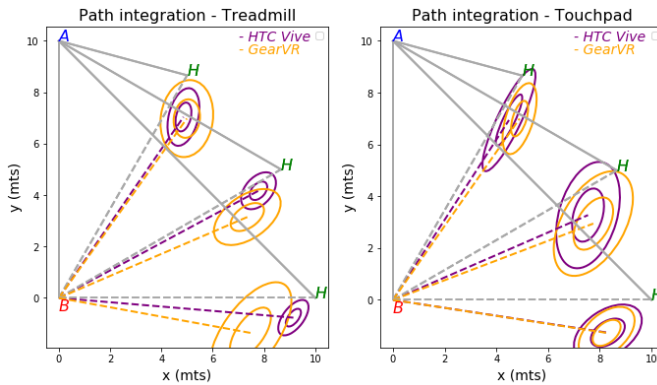 Path integration - Treadmill
- HTC Vive
- GearVR
A
H
H
H
B
10
8
6
4
2
0
y (mts)
0 2 4 6 8 10
x (mts)
Path integration - Touchpad
- HTC Vive
- GearVR
A
H
H
H
B
10
8
6
4
2
0
y (mts)
0 2 4 6 8 10
x (mts)